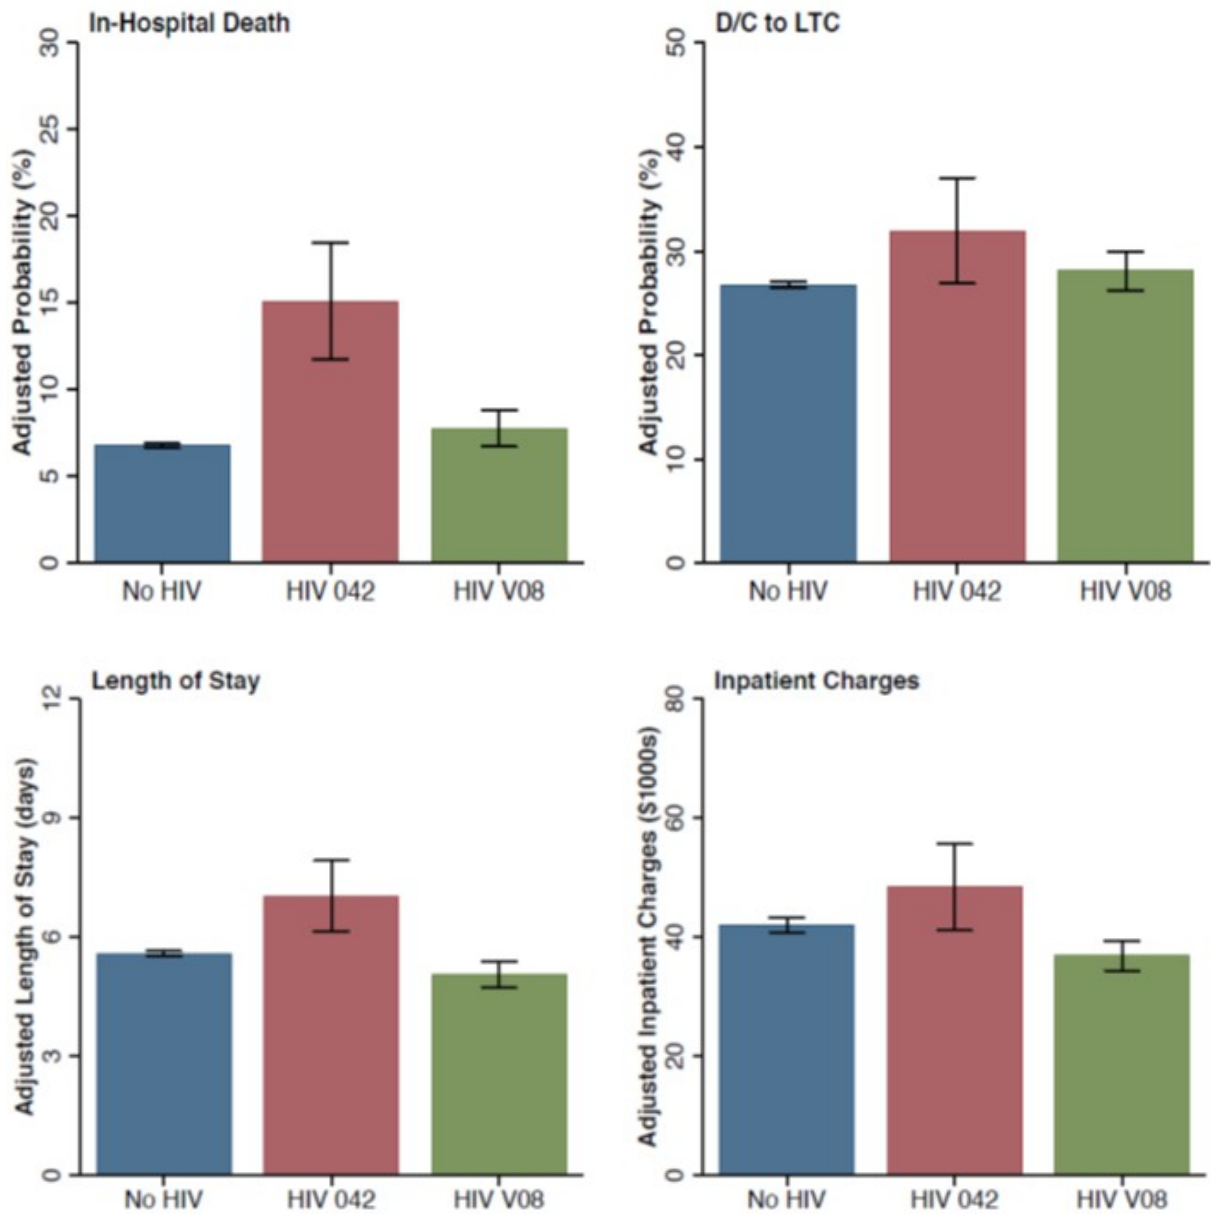 In-Hospital Death
Adjusted Probability (%)
30
25
20
15
10
5
0
No HIV HIV 042 HIV V08
D/C to LTC
Adjusted Probability (%)
50
40
30
20
10
0
No HIV HIV 042 HIV V08
Length of Stay
Adjusted Length of Stay (days)
12
9
6
3
0
No HIV HIV 042 HIV V08
Inpatient Charges
Adjusted Inpatient Charges ($1000s)
80
60
40
20
0
No HIV HIV 042 HIV V08